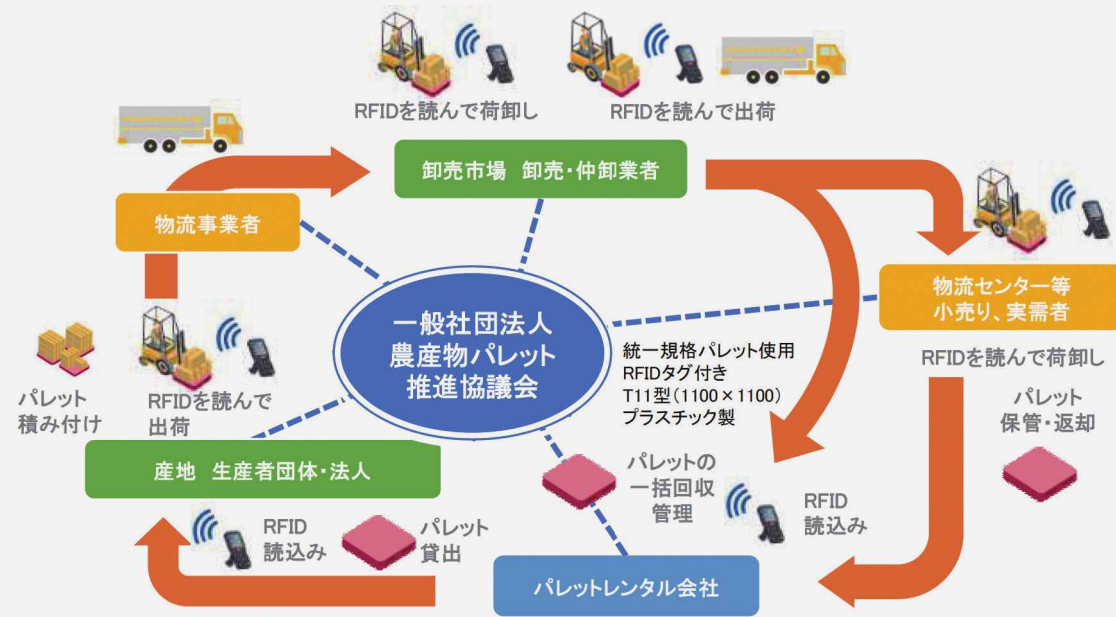 RFIDを読んで荷卸し
RFIDを読んで出荷
卸売市場 卸売・仲卸業者
物流事業者
物流センター等
小売り、実需者
一般社団法人
農産物パレット
推進協議会
統一規格パレット使用
RFIDタグ付き
T11型(1100×1100)
プラスチック製
RFIDを読んで荷卸し
パレット
保管・返却
パレット
積み付け
RFIDを読んで
出荷
産地 生産者団体・法人
パレットの
一括回収
管理
RFID
読込み
RFID
読込み
パレット
貸出
パレットレンタル会社